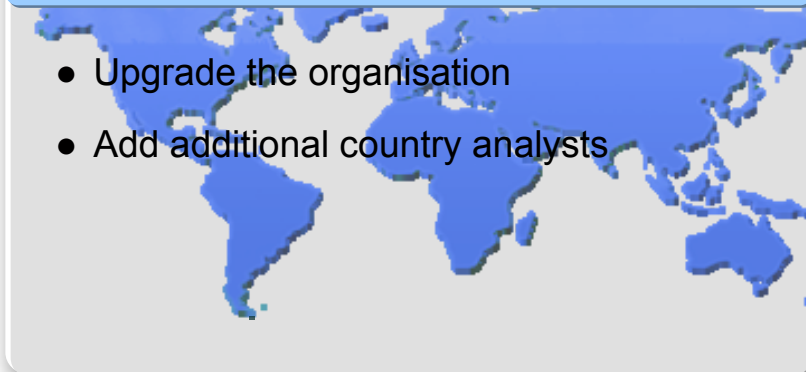 ● Upgrade the organisation
● Add additional country analysts